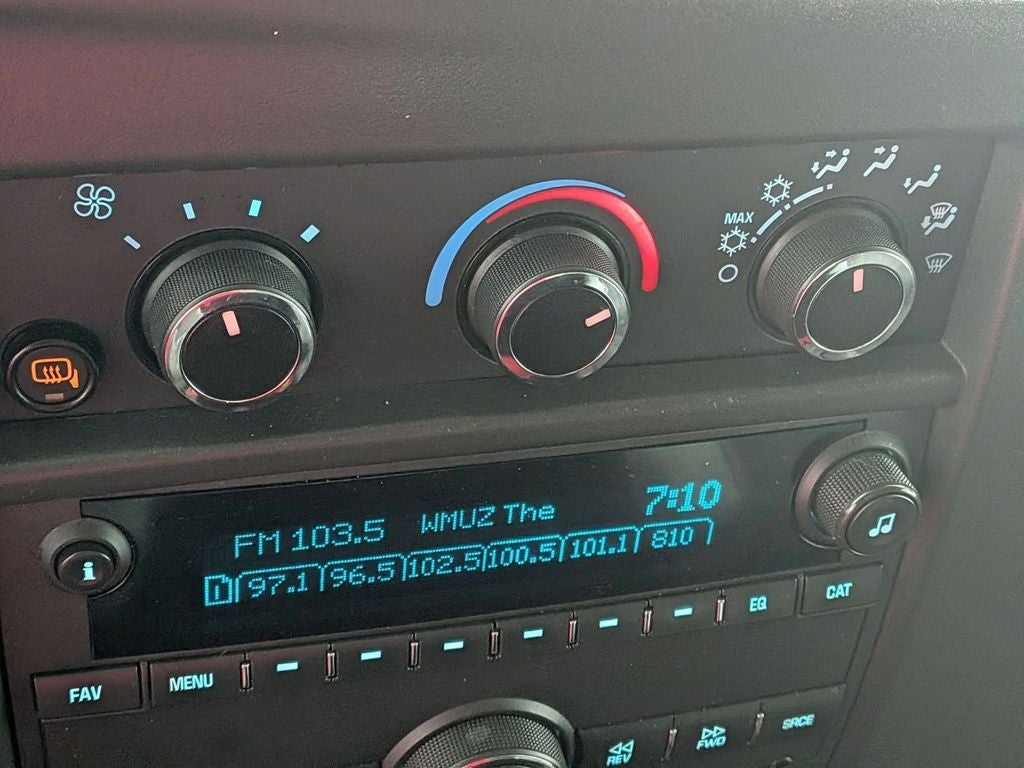 MAX
FM 103.5 WMUZ The 7:10
1 97.1 96.5 102.5 100.5 101.1 810
i
EQ CAT
FAV MENU
REV FWD SRCE